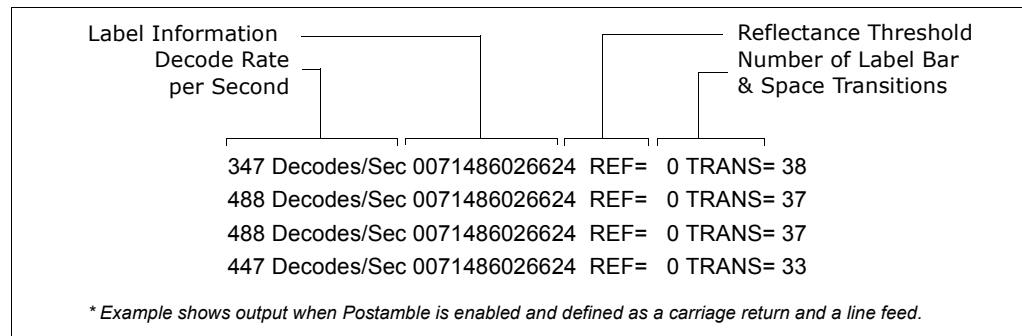 Label Information
Decode Rate
per Second
Reflectance Threshold
Number of Label Bar
& Space Transitions
347 Decodes/Sec 0071486026624 REF= 0 TRANS= 38
488 Decodes/Sec 0071486026624 REF= 0 TRANS= 37
488 Decodes/Sec 0071486026624 REF= 0 TRANS= 37
447 Decodes/Sec 0071486026624 REF= 0 TRANS= 33
* Example shows output when Postamble is enabled and defined as a carriage return and a line feed.